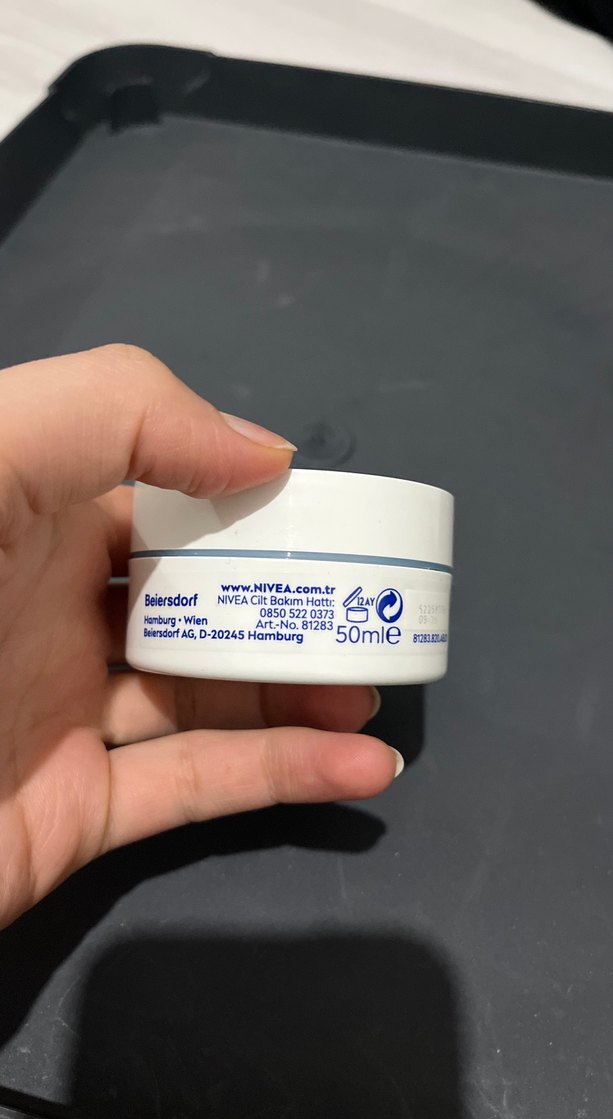 Beiersdorf
Hamburg • Wien
Beiersdorf AG, D-20245 Hamburg
www.NIVEA.com.tr
NIVEA Cilt Bakım Hattı:
0850 522 0373
Art.-No. 81283
12AY
50ml℮